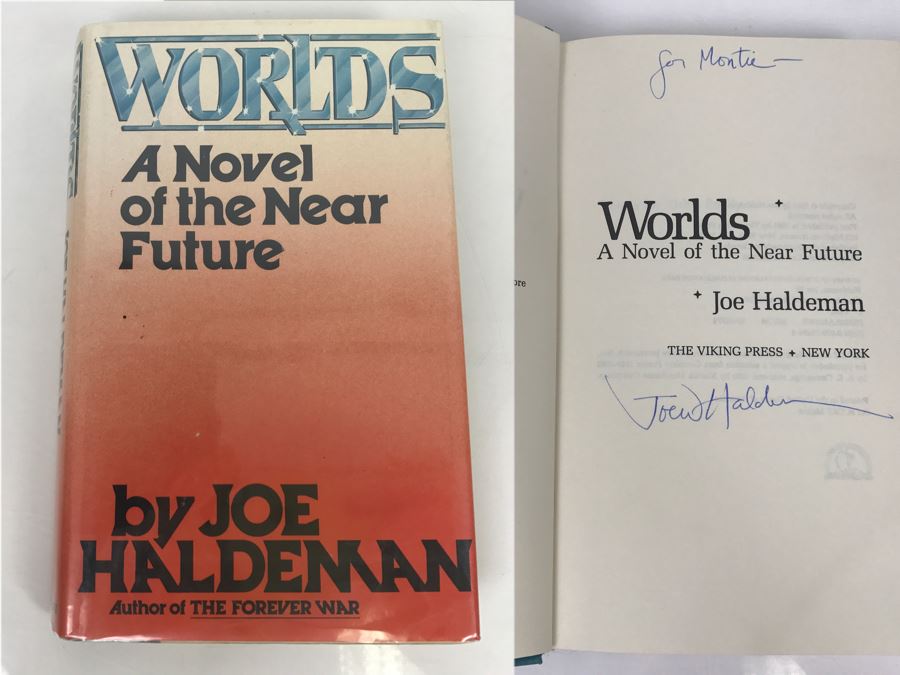 WORLDS
A Novel
of the Near
Future
by JOE
HALDEMAN
Author of THE FOREVER WAR
for Montie —
Worlds
A Novel of the Near Future
Joe Haldeman
THE VIKING PRESS + NEW YORK
Joe W Haldeman
ore